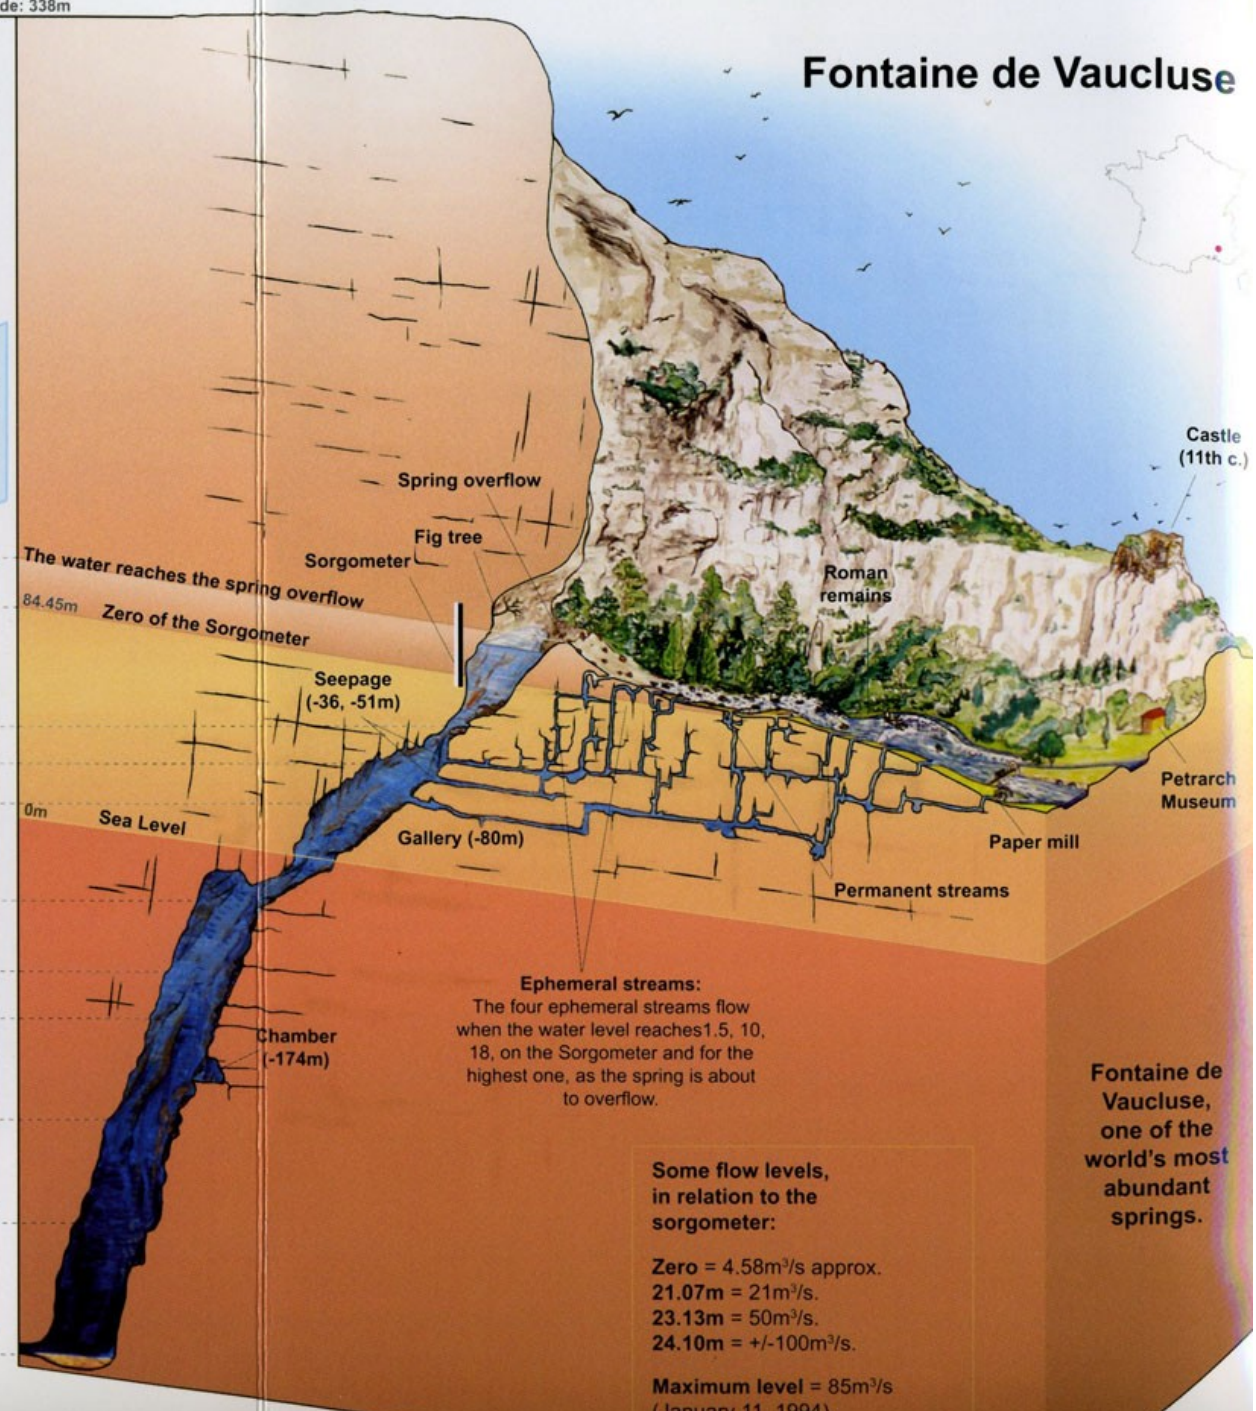 de: 338m
Fontaine de Vaucluse
Castle
(11th c.)
Spring overflow
Fig tree
Sorgometer
The water reaches the spring overflow
84.45m
Zero of the Sorgometer
Roman
remains
Seepage
(-36, -51m)
Petrarch
Museum
0m
Sea Level
Gallery (-80m)
Paper mill
Permanent streams
Ephemeral streams:
The four ephemeral streams flow
when the water level reaches1.5, 10,
18, on the Sorgometer and for the
highest one, as the spring is about
to overflow.
Chamber
(-174m)
Fontaine de
Vaucluse,
one of the
world's most
abundant
springs.
Some flow levels,
in relation to the
sorgometer:
Zero = 4.58m³/s approx.
21.07m = 21m³/s.
23.13m = 50m³/s.
24.10m = +/-100m³/s.
Maximum level = 85m³/s
(January 11, 1994)